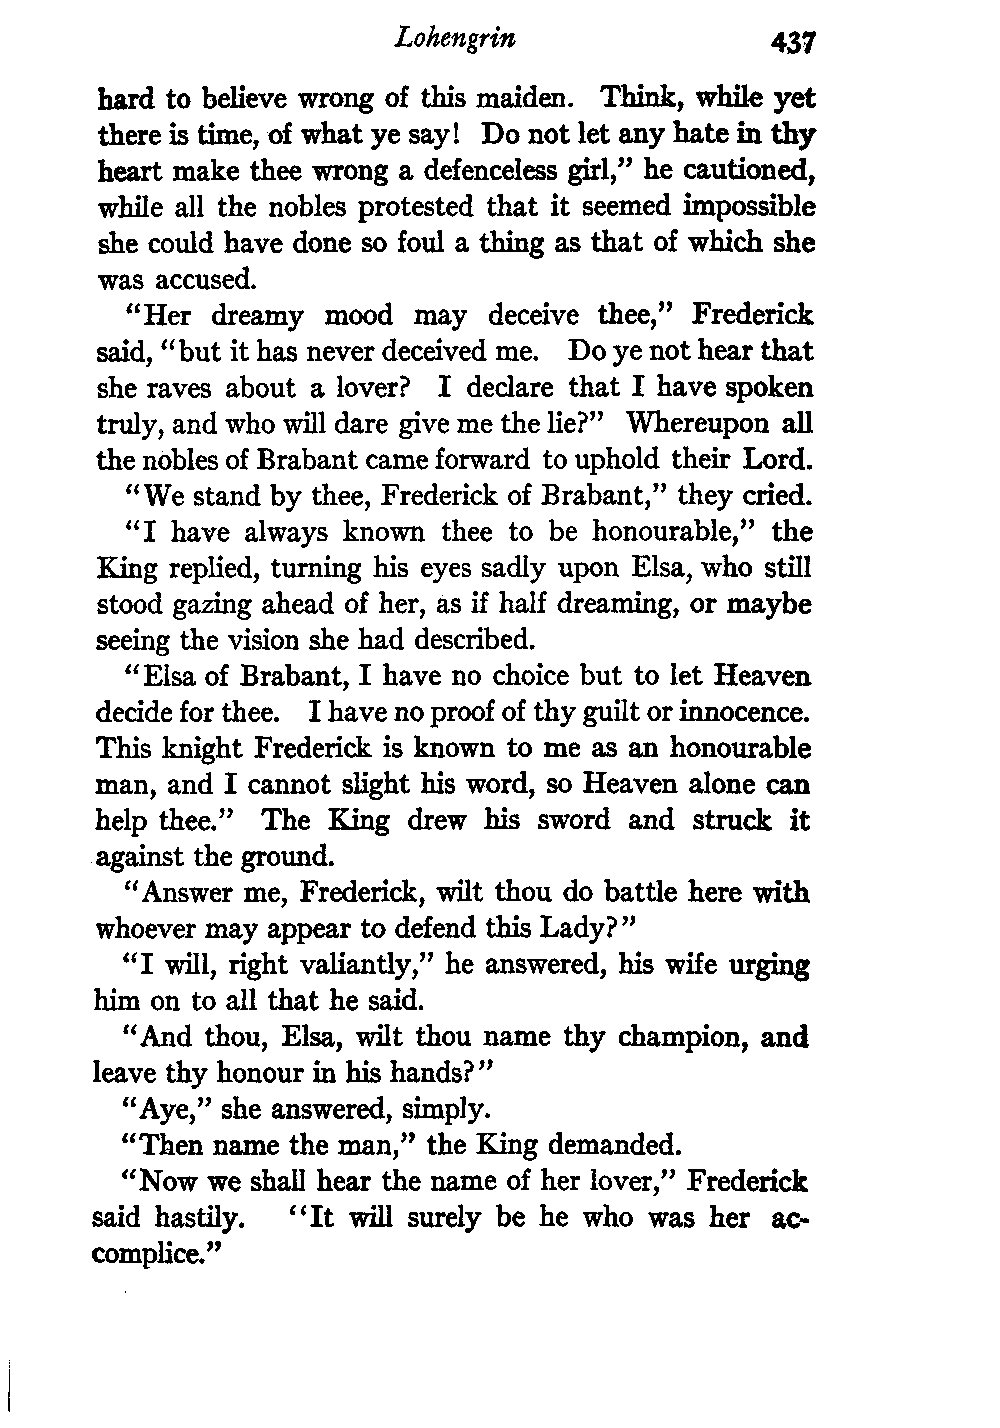 Lohengrin 437
hard to believe wrong of this maiden. Think, while yet
there is time, of what ye say! Do not let any hate in thy
heart make thee wrong a defenceless girl,” he cautioned,
while all the nobles protested that it seemed impossible
she could have done so foul a thing as that of which she
was accused.
“Her dreamy mood may deceive thee,” Frederick
said, “but it has never deceived me. Do ye not hear that
she raves about a lover? I declare that I have spoken
truly, and who will dare give me the lie?” Whereupon all
the nobles of Brabant came forward to uphold their Lord.
“We stand by thee, Frederick of Brabant,” they cried.
“I have always known thee to be honourable,” the
King replied, turning his eyes sadly upon Elsa, who still
stood gazing ahead of her, as if half dreaming, or maybe
seeing the vision she had described.
“Elsa of Brabant, I have no choice but to let Heaven
decide for thee. I have no proof of thy guilt or innocence.
This knight Frederick is known to me as an honourable
man, and I cannot slight his word, so Heaven alone can
help thee.” The King drew his sword and struck it
against the ground.
“Answer me, Frederick, wilt thou do battle here with
whoever may appear to defend this Lady?”
“I will, right valiantly,” he answered, his wife urging
him on to all that he said.
“And thou, Elsa, wilt thou name thy champion, and
leave thy honour in his hands?”
“Aye,” she answered, simply.
“Then name the man,” the King demanded.
“Now we shall hear the name of her lover,” Frederick
said hastily. “It will surely be he who was her ac-
complice.”